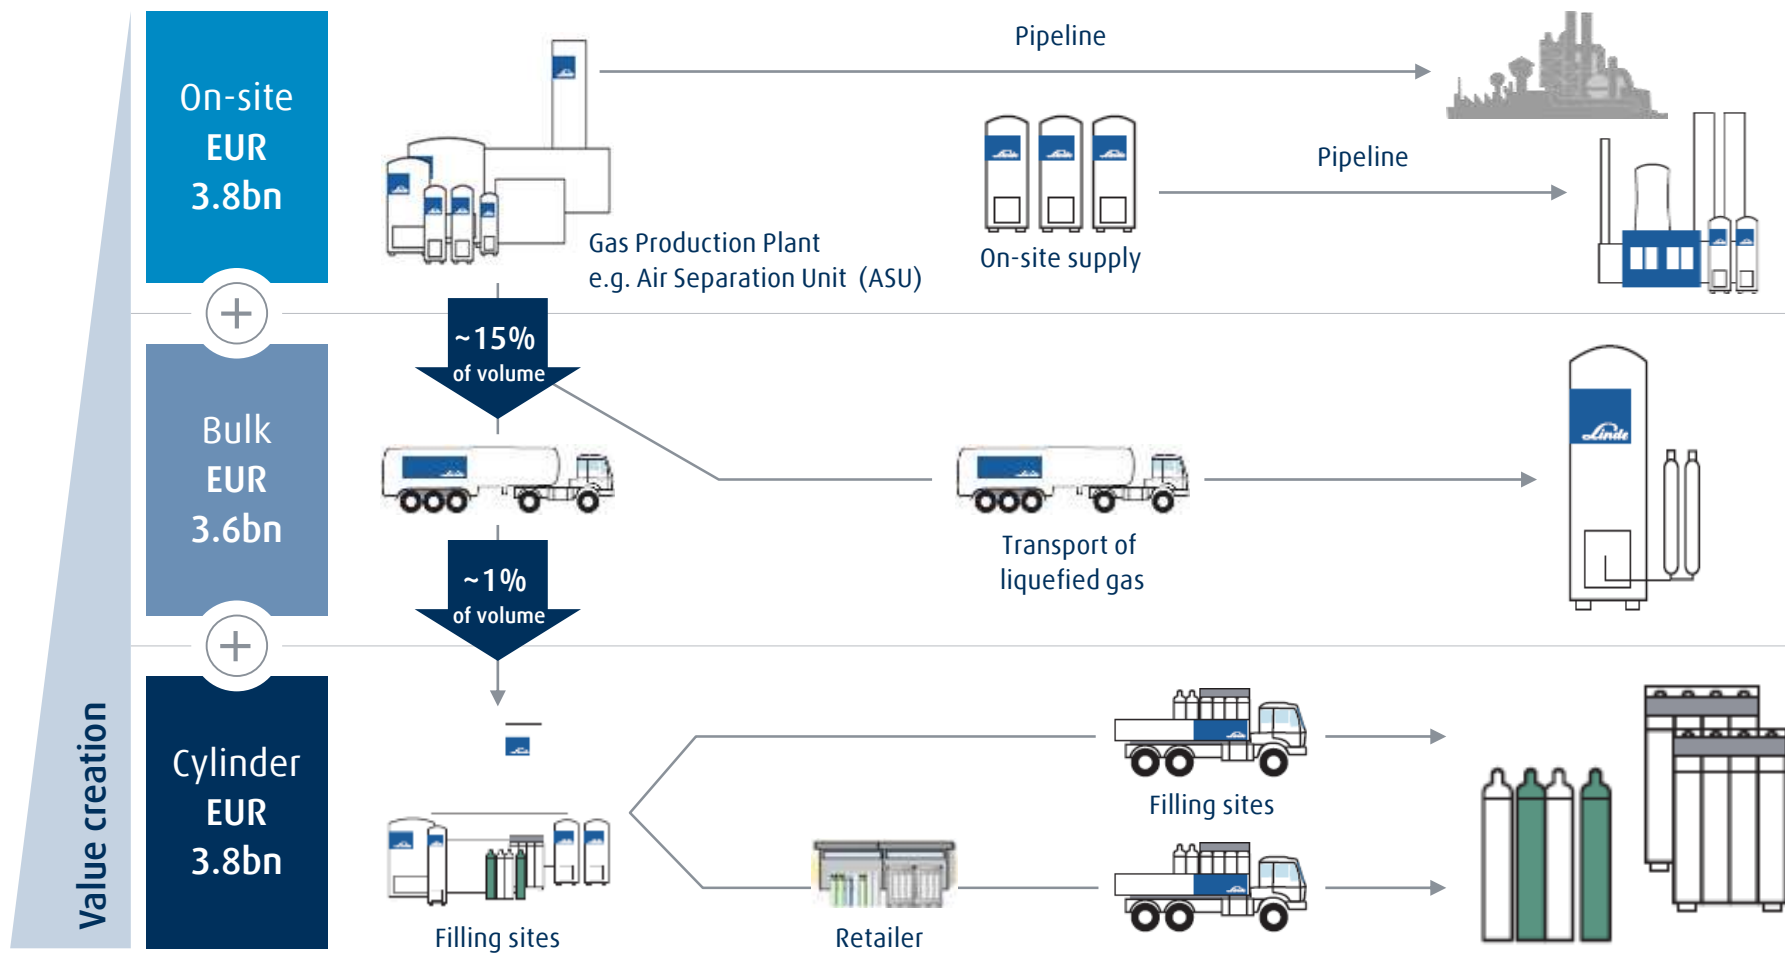 On-site
EUR
3.8bn
Pipeline
Pipeline
Gas Production Plant
e.g. Air Separation Unit (ASU)
On-site supply
~15%
of volume
Bulk
EUR
3.6bn
Linde
Transport of
liquefied gas
~1%
of volume
Value creation
Cylinder
EUR
3.8bn
Filling sites
Filling sites
Retailer